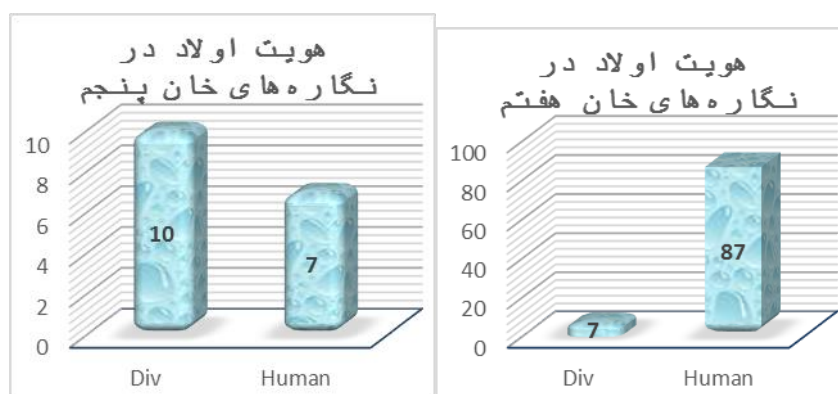 هویت اولاد در
نگاره‌های خان پنجم
10
8
6
4
2
0
10
7
Div
Human
هویت اولاد در
نگاره‌های خان هفتم
100
80
60
40
20
0
7
87
Div
Human